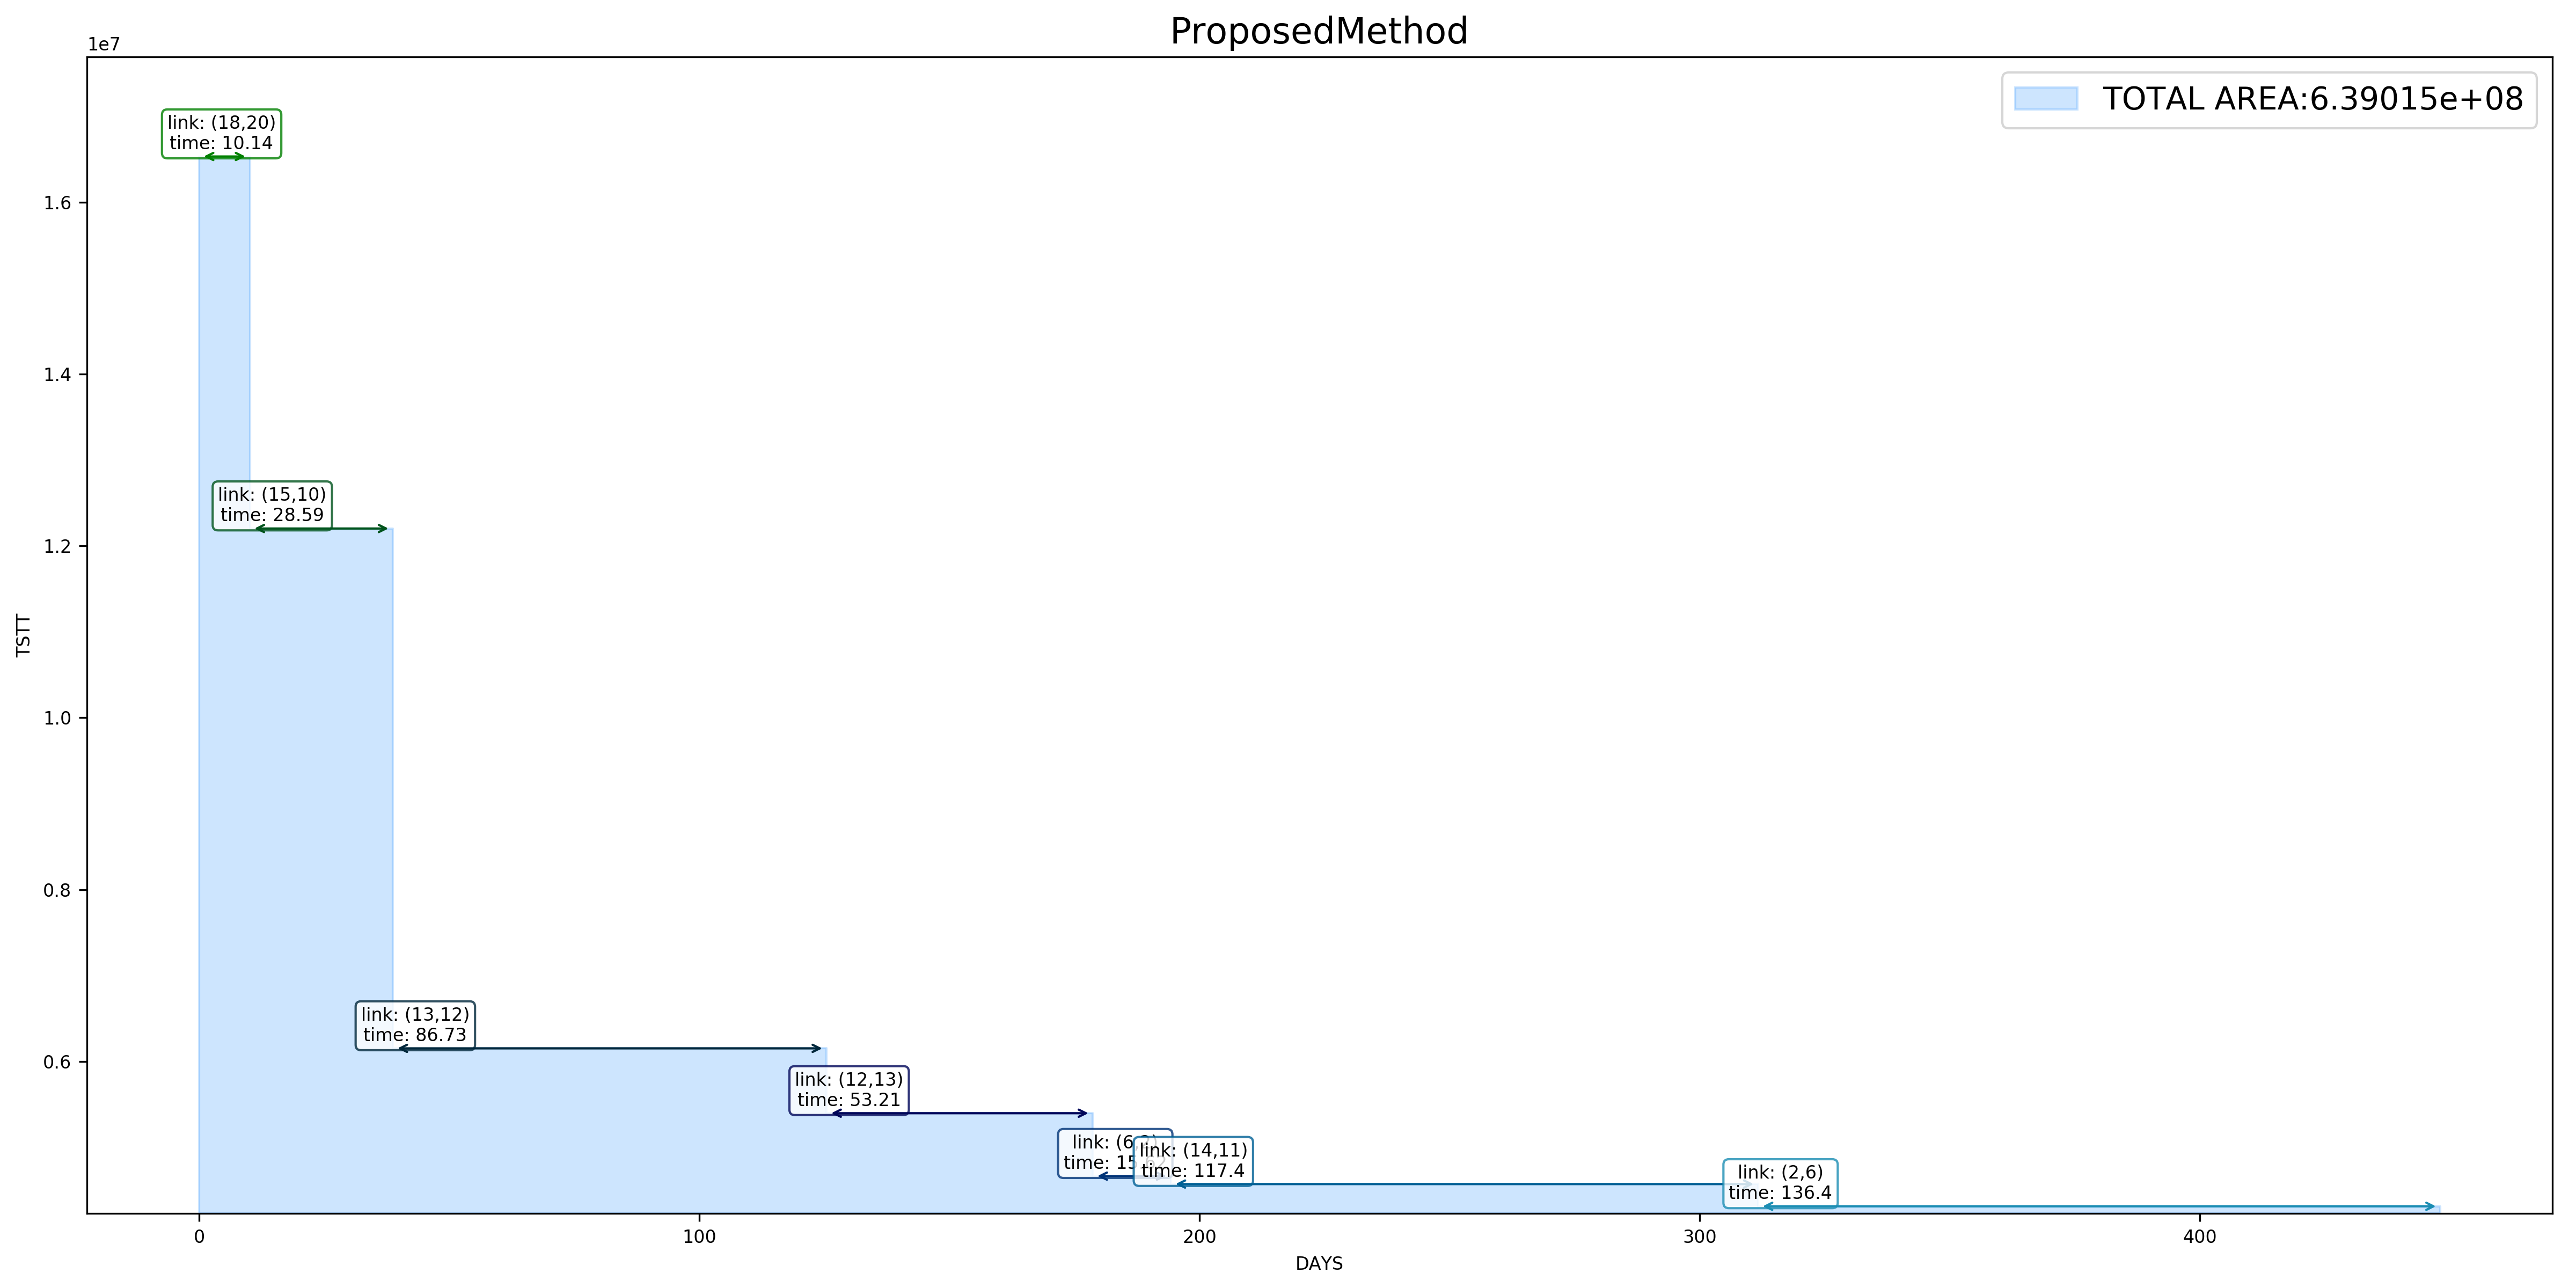 ProposedMethod
1e7
TOTAL AREA:6.39015e+08
link: (18,20)
time: 10.14
1.6
1.4
link: (15,10)
time: 28.59
1.2
TSTT
1.0
0.8
link: (13,12)
time: 86.73
0.6
link: (12,13)
time: 53.21
link:
time:
link: (14,11)
time: 117.4
link: (2,6)
time: 136.4
0
100
200
300
400
DAYS